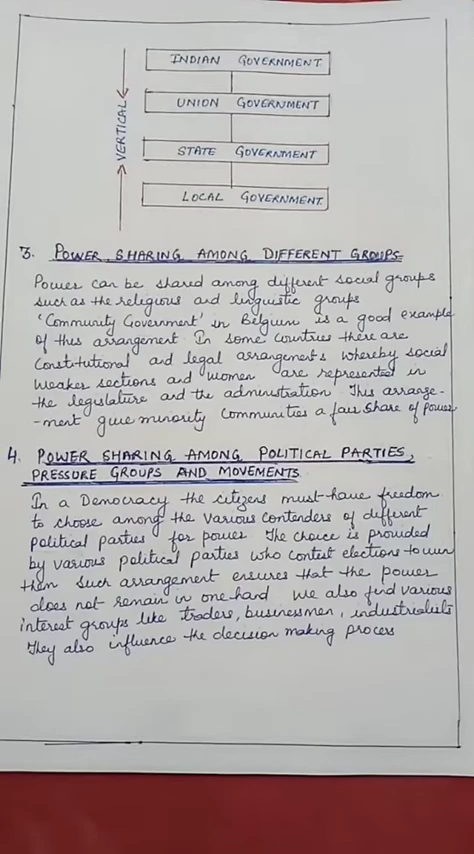 INDIAN GOVERNMENT
UNION GOVERNMENT
VERTICAL
STATE GOVERNMENT
LOCAL GOVERNMENT
3. POWER SHARING AMONG DIFFERENT GROUPS
Power can be shared among different social groups
such as the religious and linguistic groups
'Community Government' in Belgium is a good example
of this arrangement. In some countries there are
Constitutional and legal arrangements whereby social
weaker sections and women are represented in
the legislature and the administration. This arrange-
-ment give minority communities a fair share of power
4. POWER SHARING AMONG POLITICAL PARTIES,
PRESSURE GROUPS AND MOVEMENTS
In a Democracy the citizens must have freedom
to choose among the various contenders of different
political parties for power. The choice is provided
by various political parties who contest elections to win
them Such arrangement ensures that the power
does not remain in one hand We also find various
interest groups like traders, businessmen, industrialists
They also influence the decision making process